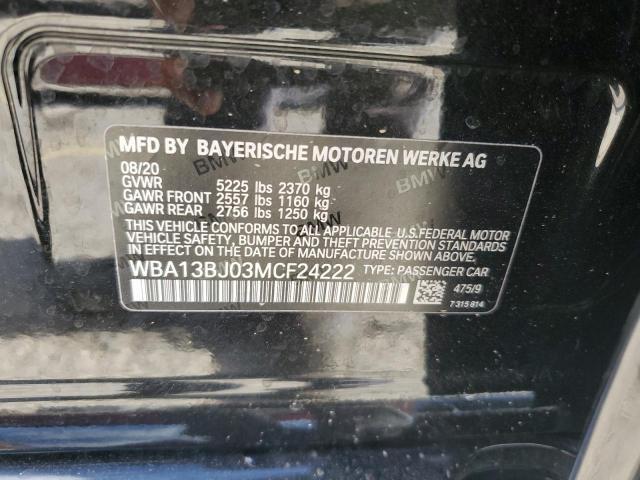 MFD BY BAYERISCHE MOTOREN WERKE AG
08/20
GVWR 5225 lbs 2370 kg
GAWR FRONT 2557 lbs 1160 kg
GAWR REAR 2756 lbs 1250 kg
THIS VEHICLE CONFORMS TO ALL APPLICABLE U.S.FEDERAL MOTOR
VEHICLE SAFETY, BUMPER AND THEFT PREVENTION STANDARDS
IN EFFECT ON THE DATE OF MANUFACTURE SHOWN ABOVE.
WBA13BJ03MCF24222 TYPE: PASSENGER CAR
475/9
7 315 814